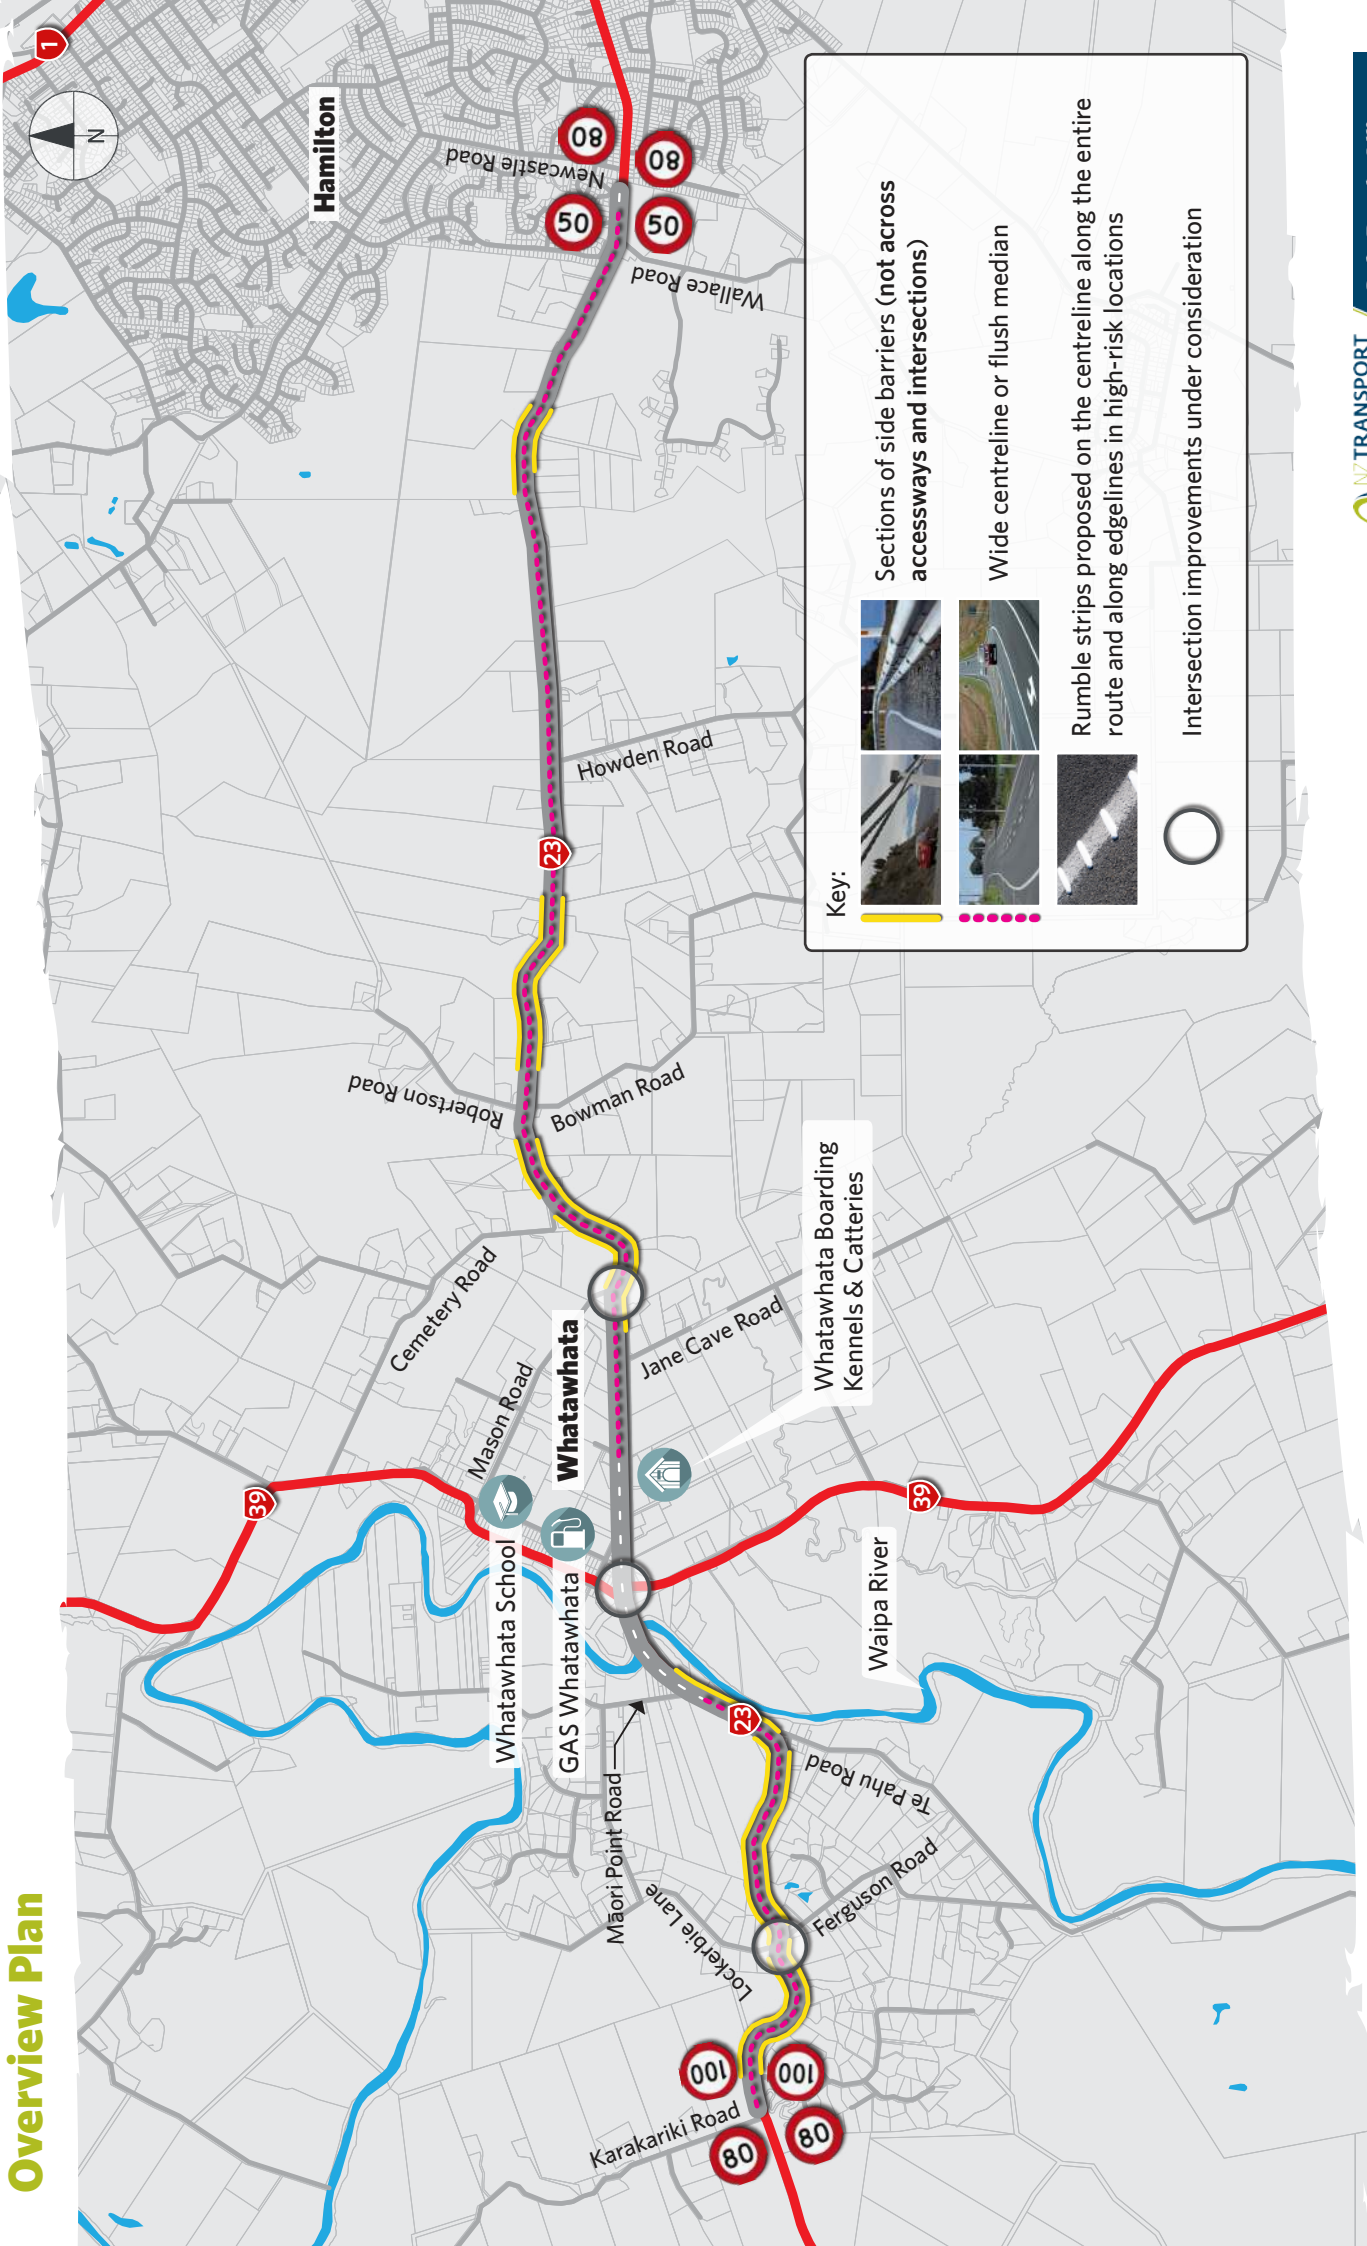 Overview Plan
1
N
Hamilton
Newcastle Road
80
80
50
50
Wallace Road
Howden Road
23
Robertson Road
Bowman Road
Cemetery Road
Mason Road
Whatawhata
Jane Cave Road
Whatawhata Boarding
Kennels & Catteries
39
39
Whatawhata School
GAS Whatawhata
Waipa River
Māori Point Road
23
Te Pahu Road
Lockerbie Lane
Ferguson Road
100
100
Karakariki Road
80
80
Key:
Sections of side barriers (not across
accessways and intersections)
Wide centreline or flush median
Rumble strips proposed on the centreline along the entire
route and along edgelines in high-risk locations
Intersection improvements under consideration
NZ TRANSPORT